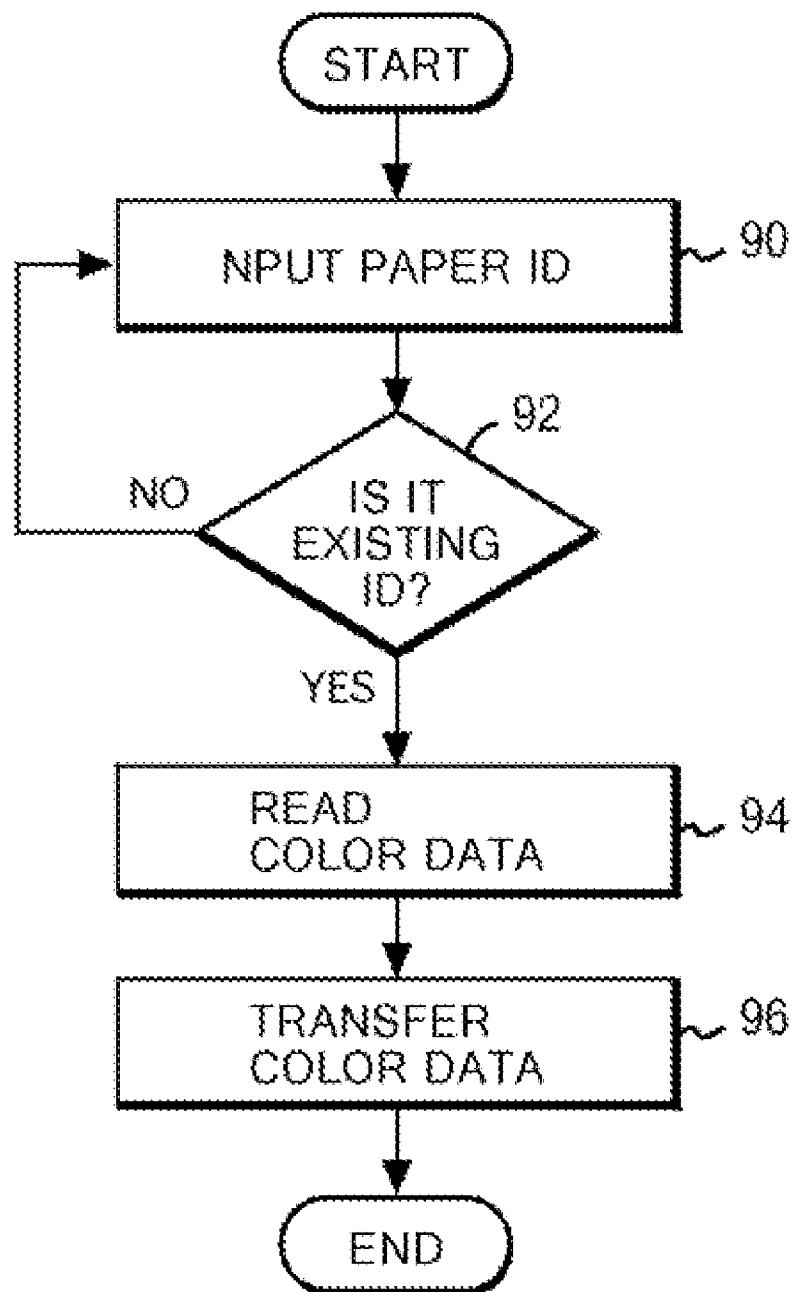 START
NPUT PAPER ID
90
92
NO
IS IT
EXISTING
ID?
YES
READ
COLOR DATA
94
TRANSFER
COLOR DATA
96
END